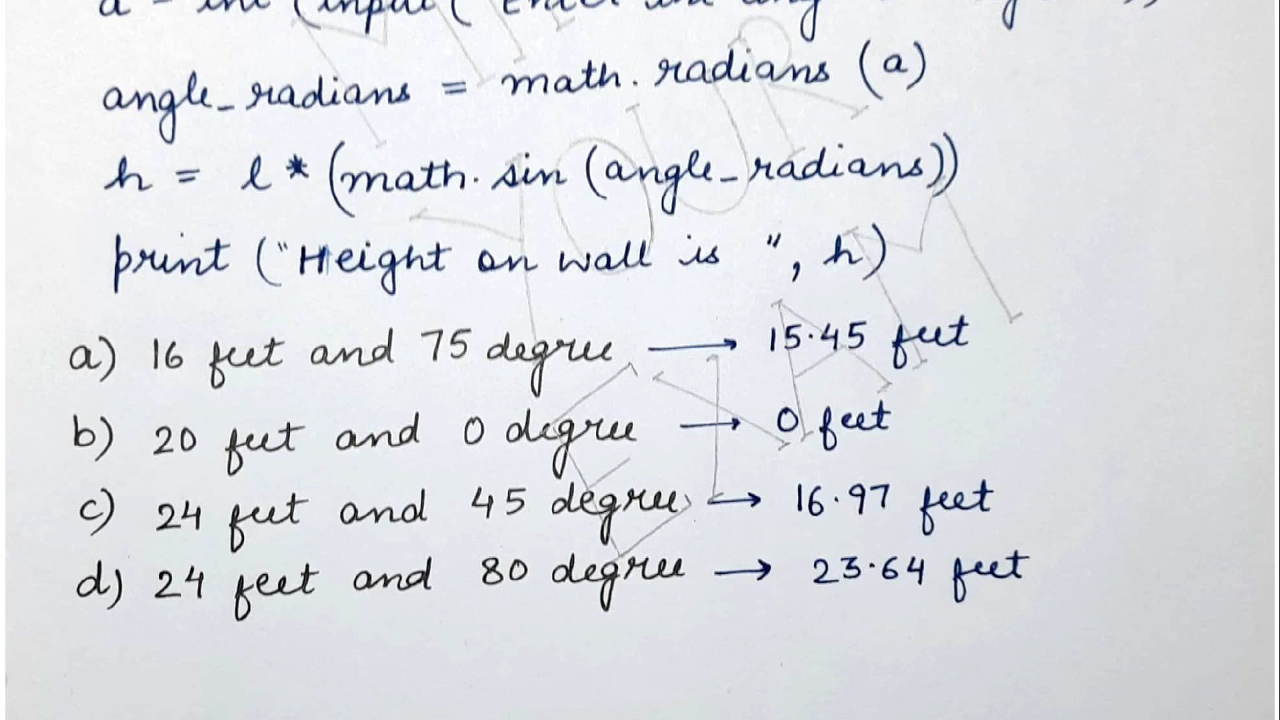 a = int (input (
angle_radians = math.radians (a)
h = l * (math.sin (angle_radians))
print ("Height on wall is ", h)
a) 16 feet and 75 degree → 15.45 feet
b) 20 feet and 0 degree → 0 feet
c) 24 feet and 45 degree → 16.97 feet
d) 24 feet and 80 degree → 23.64 feet